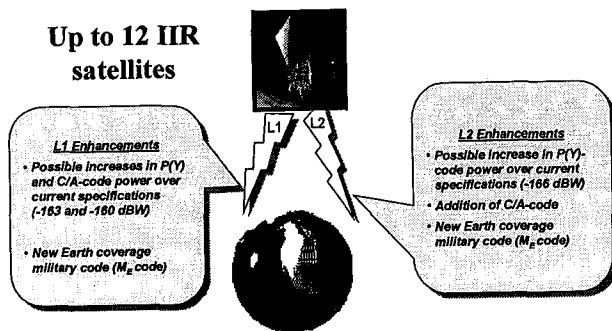 Up to 12 IIR
satellites
L1
L2
L1 Enhancements
• Possible increases in P(Y)
and C/A-code power over
current specifications
(-163 and -160 dBW)
• New Earth coverage
military code (M_E code)
L2 Enhancements
• Possible increase in P(Y)-
code power over current
specifications (-166 dBW)
• Addition of C/A-code
• New Earth coverage
military code (M_E code)